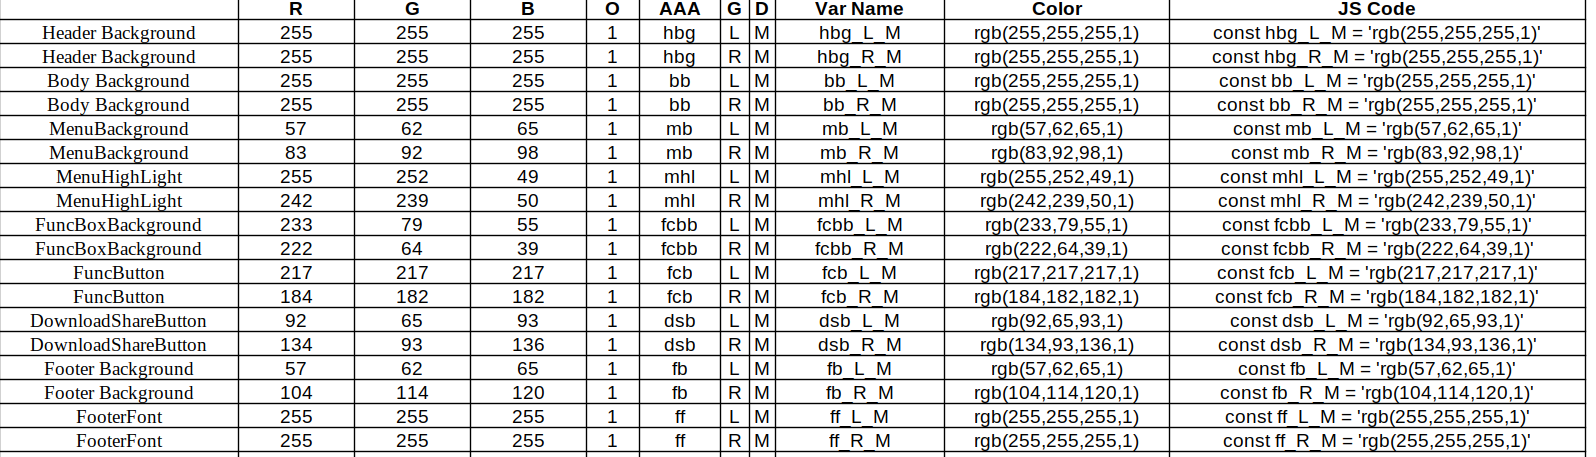 R G B O AAA G D Var Name Color JS Code
Header Background 255 255 255 1 hbg L M hbg_L_M rgb(255,255,255,1) const hbg_L_M = 'rgb(255,255,255,1)'
Header Background 255 255 255 1 hbg R M hbg_R_M rgb(255,255,255,1) const hbg_R_M = 'rgb(255,255,255,1)'
Body Background 255 255 255 1 bb L M bb_L_M rgb(255,255,255,1) const bb_L_M = 'rgb(255,255,255,1)'
Body Background 255 255 255 1 bb R M bb_R_M rgb(255,255,255,1) const bb_R_M = 'rgb(255,255,255,1)'
MenuBackground 57 62 65 1 mb L M mb_L_M rgb(57,62,65,1) const mb_L_M = 'rgb(57,62,65,1)'
MenuBackground 83 92 98 1 mb R M mb_R_M rgb(83,92,98,1) const mb_R_M = 'rgb(83,92,98,1)'
MenuHighLight 255 252 49 1 mhl L M mhl_L_M rgb(255,252,49,1) const mhl_L_M = 'rgb(255,252,49,1)'
MenuHighLight 242 239 50 1 mhl R M mhl_R_M rgb(242,239,50,1) const mhl_R_M = 'rgb(242,239,50,1)'
FuncBoxBackground 233 79 55 1 fcbb L M fcbb_L_M rgb(233,79,55,1) const fcbb_L_M = 'rgb(233,79,55,1)'
FuncBoxBackground 222 64 39 1 fcbb R M fcbb_R_M rgb(222,64,39,1) const fcbb_R_M = 'rgb(222,64,39,1)'
FuncButton 217 217 217 1 fcb L M fcb_L_M rgb(217,217,217,1) const fcb_L_M = 'rgb(217,217,217,1)'
FuncButton 184 182 182 1 fcb R M fcb_R_M rgb(184,182,182,1) const fcb_R_M = 'rgb(184,182,182,1)'
DownloadShareButton 92 65 93 1 dsb L M dsb_L_M rgb(92,65,93,1) const dsb_L_M = 'rgb(92,65,93,1)'
DownloadShareButton 134 93 136 1 dsb R M dsb_R_M rgb(134,93,136,1) const dsb_R_M = 'rgb(134,93,136,1)'
Footer Background 57 62 65 1 fb L M fb_L_M rgb(57,62,65,1) const fb_L_M = 'rgb(57,62,65,1)'
Footer Background 104 114 120 1 fb R M fb_R_M rgb(104,114,120,1) const fb_R_M = 'rgb(104,114,120,1)'
FooterFont 255 255 255 1 ff L M ff_L_M rgb(255,255,255,1) const ff_L_M = 'rgb(255,255,255,1)'
FooterFont 255 255 255 1 ff R M ff_R_M rgb(255,255,255,1) const ff_R_M = 'rgb(255,255,255,1)'